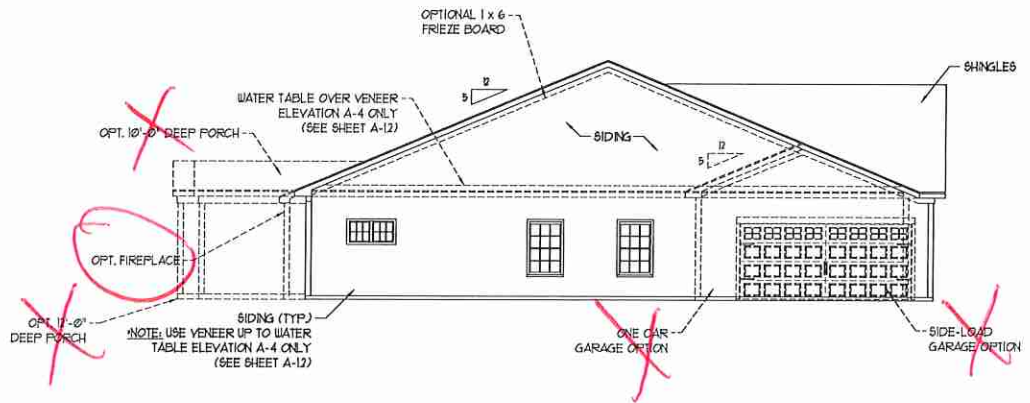 OPTIONAL 1 x 6
FRIEZE BOARD
12
5
SHINGLES
WATER TABLE OVER VENEER
ELEVATION A-4 ONLY
(SEE SHEET A-12)
OPT. 10'-0" DEEP PORCH
SIDING
12
5
OPT. FIREPLACE
OPT. 12'-0"
DEEP PORCH
SIDING (TYP.)
*NOTE: USE VENEER UP TO WATER
TABLE ELEVATION A-4 ONLY
(SEE SHEET A-12)
ONE CAR
GARAGE OPTION
SIDE-LOAD
GARAGE OPTION